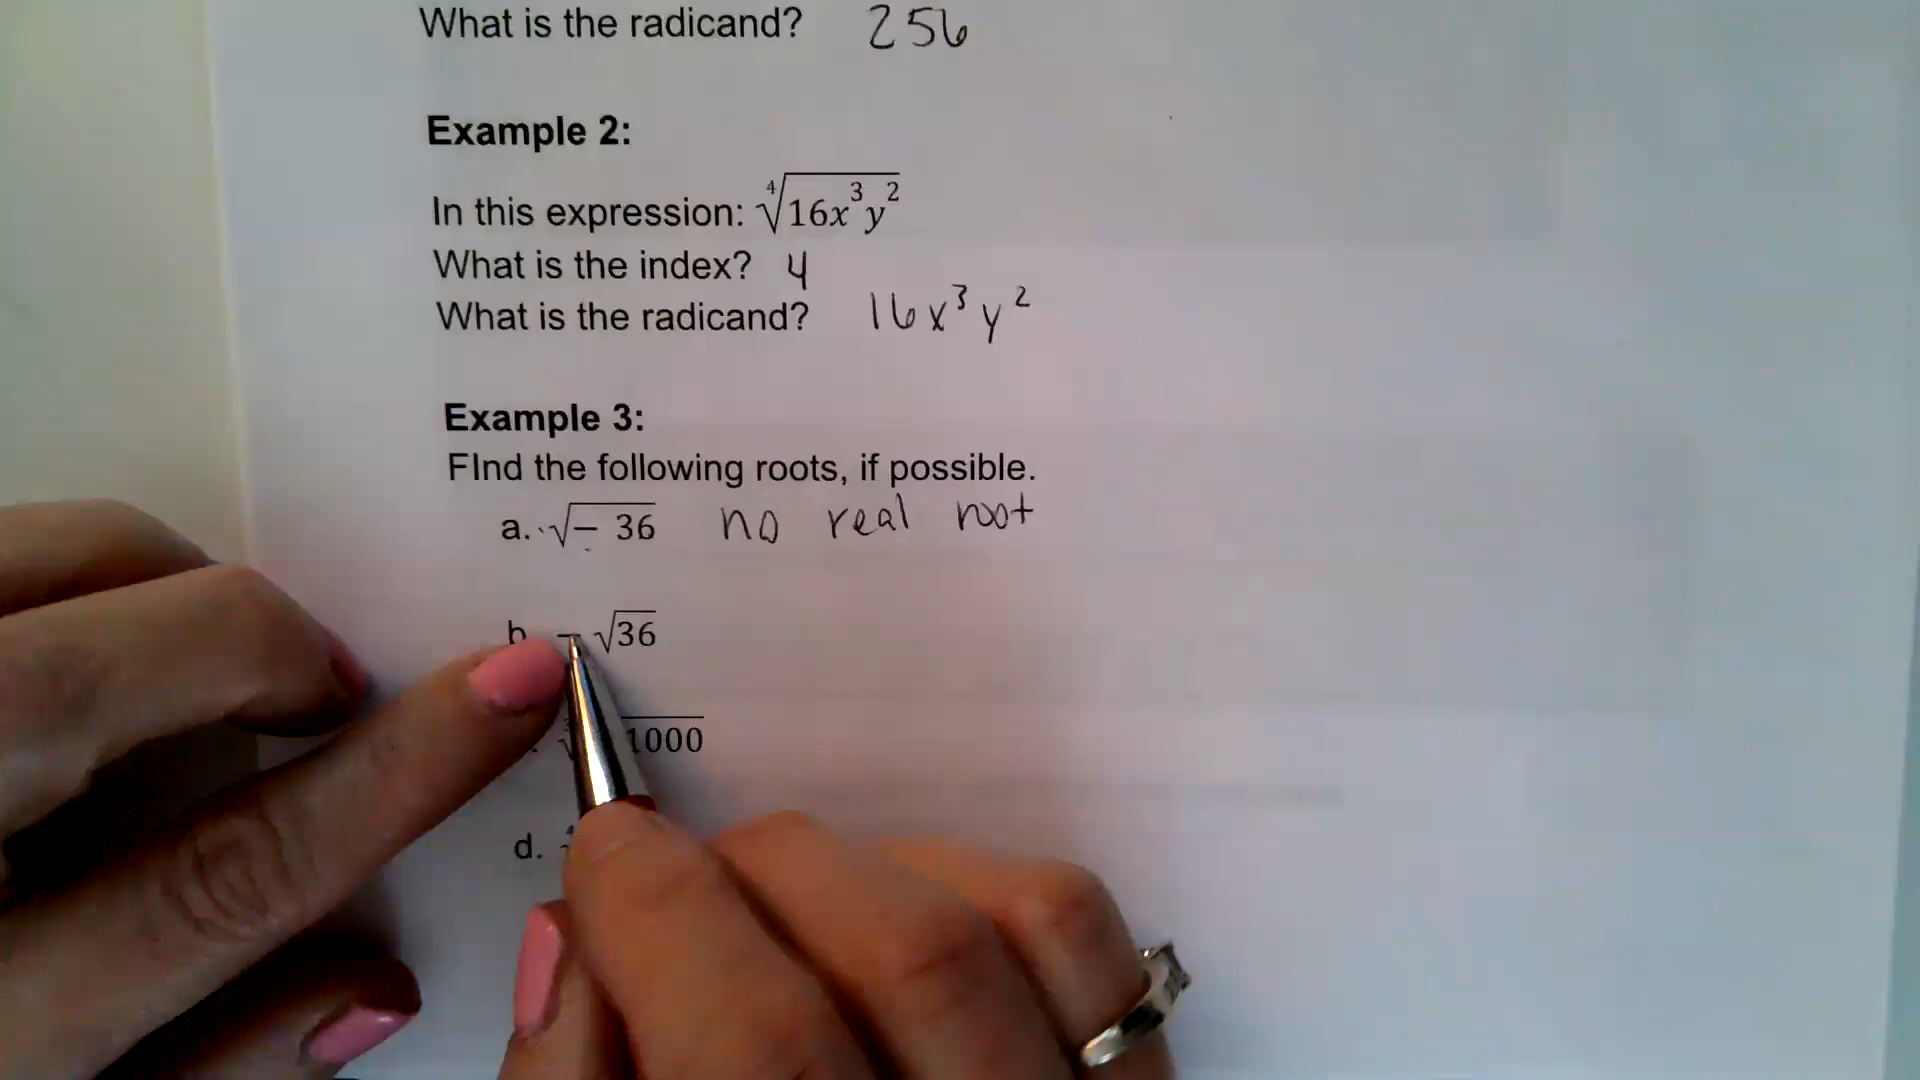 What is the radicand? 256
Example 2:
In this expression: ∜16x³y²
What is the index? 4
What is the radicand? 16x³y²
Example 3:
FInd the following roots, if possible.
a. √− 36 no real root
b − √36
1000
d.